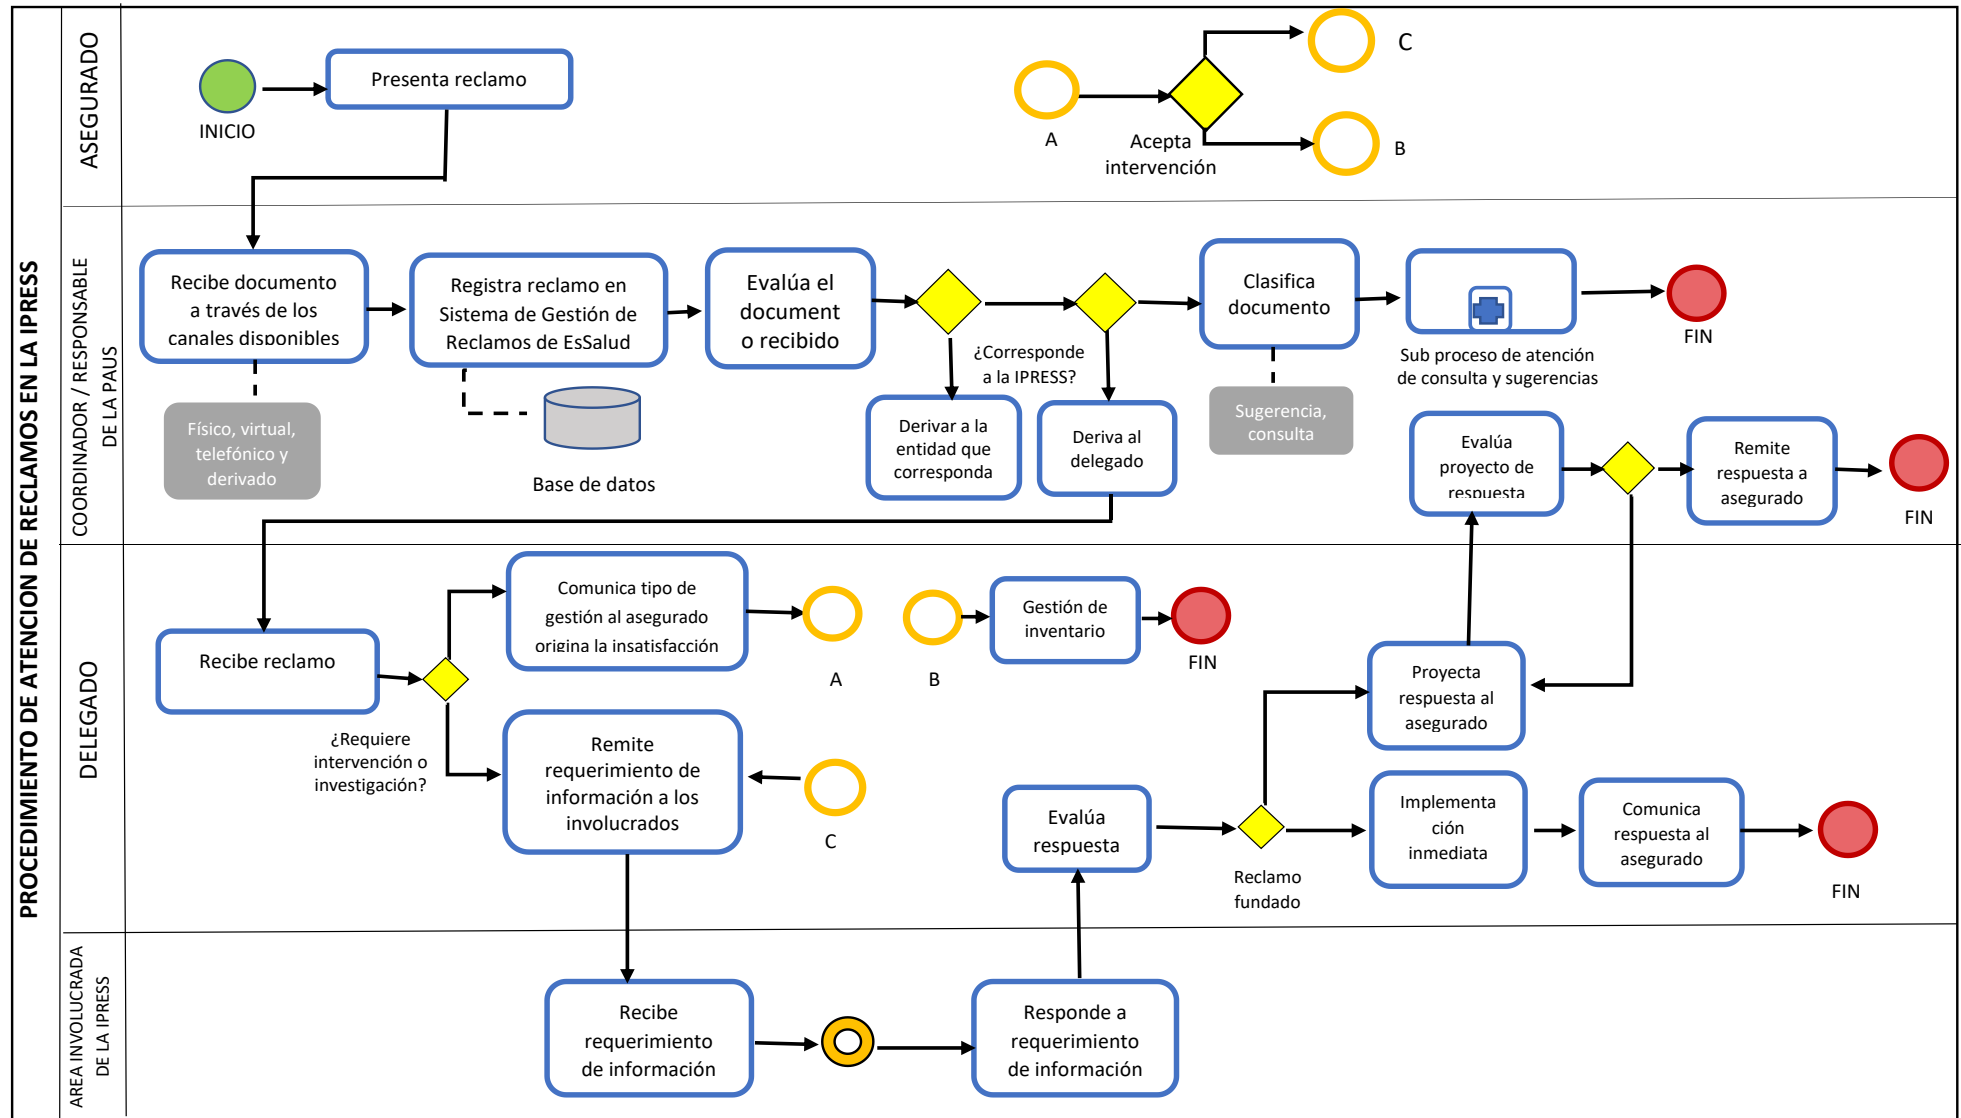 PROCEDIMIENTO DE ATENCION DE RECLAMOS EN LA IPRESS
ASEGURADO
INICIO
Presenta reclamo
A
Acepta
intervención
C
B
COORDINADOR / RESPONSABLE
DE LA PAUS
Recibe documento
a través de los
canales disponibles
Físico, virtual,
telefónico y
derivado
Registra reclamo en
Sistema de Gestión de
Reclamos de EsSalud
Base de datos
Evalúa el
document
o recibido
¿Corresponde
a la IPRESS?
Derivar a la
entidad que
corresponda
Deriva al
delegado
Clasifica
documento
Sugerencia,
consulta
Sub proceso de atención
de consulta y sugerencias
FIN
Evalúa
proyecto de
respuesta
Remite
respuesta a
asegurado
FIN
DELEGADO
Recibe reclamo
¿Requiere
intervención o
investigación?
Comunica tipo de
gestión al asegurado
origina la insatisfacción
A
B
Gestión de
inventario
FIN
Remite
requerimiento de
información a los
involucrados
C
Evalúa
respuesta
Reclamo
fundado
Proyecta
respuesta al
asegurado
Implementa
ción
inmediata
Comunica
respuesta al
asegurado
FIN
AREA INVOLUCRADA
DE LA IPRESS
Recibe
requerimiento
de información
Responde a
requerimiento
de información